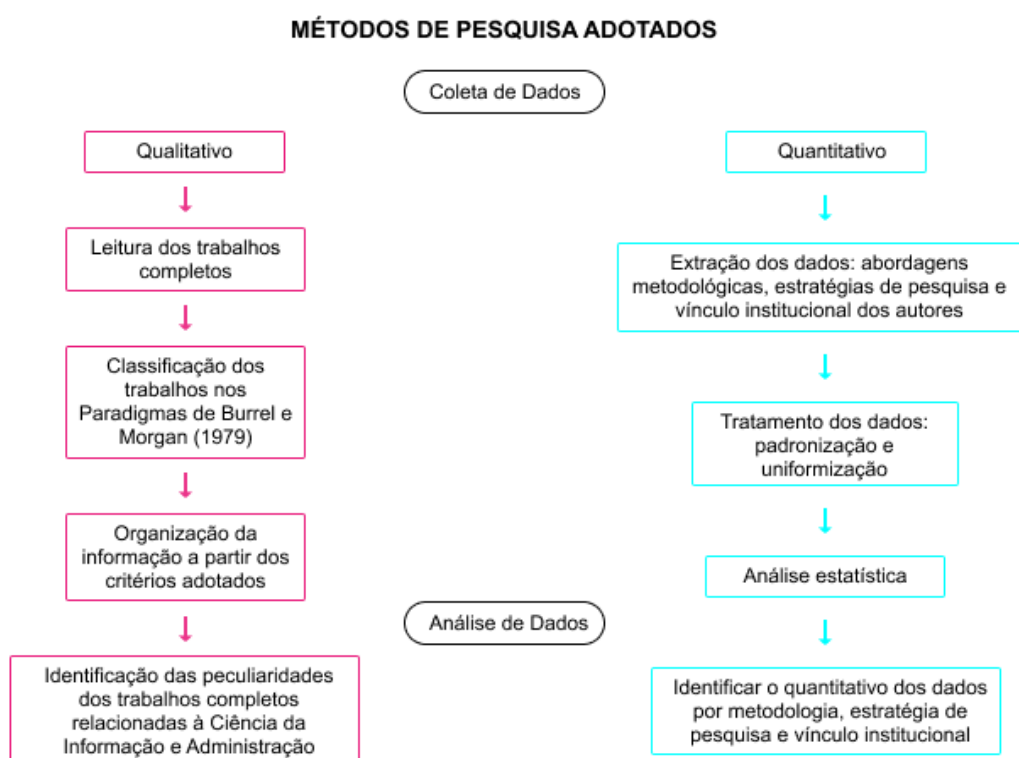 MÉTODOS DE PESQUISA ADOTADOS
Coleta de Dados
Qualitativo
Leitura dos trabalhos
completos
Classificação dos
trabalhos nos
Paradigmas de Burrel e
Morgan (1979)
Organização da
informação a partir dos
critérios adotados
Identificação das peculiaridades
dos trabalhos completos
relacionadas à Ciência da
Informação e Administração
Quantitativo
Extração dos dados: abordagens
metodológicas, estratégias de pesquisa e
vínculo institucional dos autores
Tratamento dos dados:
padronização e
uniformização
Análise estatística
Identificar o quantitativo dos dados
por metodologia, estratégia de
pesquisa e vínculo institucional
Análise de Dados